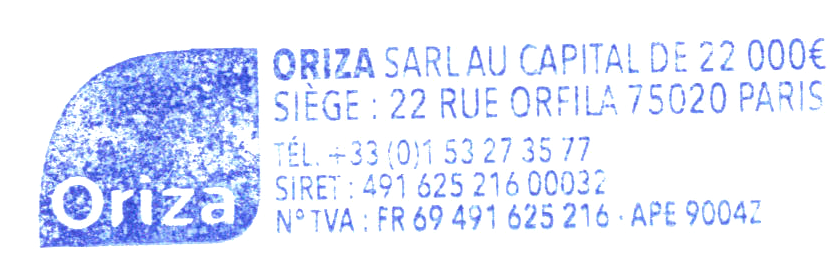 ORIZA SARL AU CAPITAL DE 22 000€
SIÈGE : 22 RUE ORFILA 75020 PARIS
TÉL. +33 (0)1 53 27 35 77
SIRET : 491 625 216 00032
N° TVA : FR 69 491 625 216 · APE 9004Z
Oriza